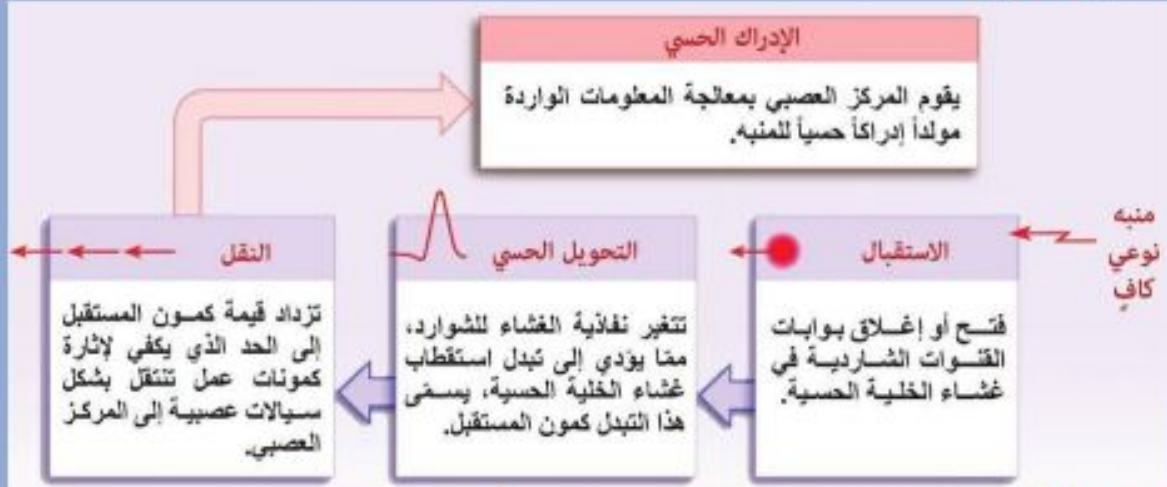 الإدراك الحسي
يقوم المركز العصبي بمعالجة المعلومات الواردة
مولداً إدراكاً حسياً للمنبه.
منبه
نوعي
كافٍ
الاستقبال
فتح أو إغلاق بوابات
القنوات الشاردية في
غشاء الخلية الحسية.
التحويل الحسي
تتغير نفاذية الغشاء للشوارد،
ممّا يؤدي إلى تبدل استقطاب
غشاء الخلية الحسية، يسمّى
هذا التبدل كمون المستقبل.
النقل
تزداد قيمة كمون المستقبل
إلى الحد الذي يكفي لإثارة
كمونات عمل تنتقل بشكل
سيالات عصبية إلى المركز
العصبي.